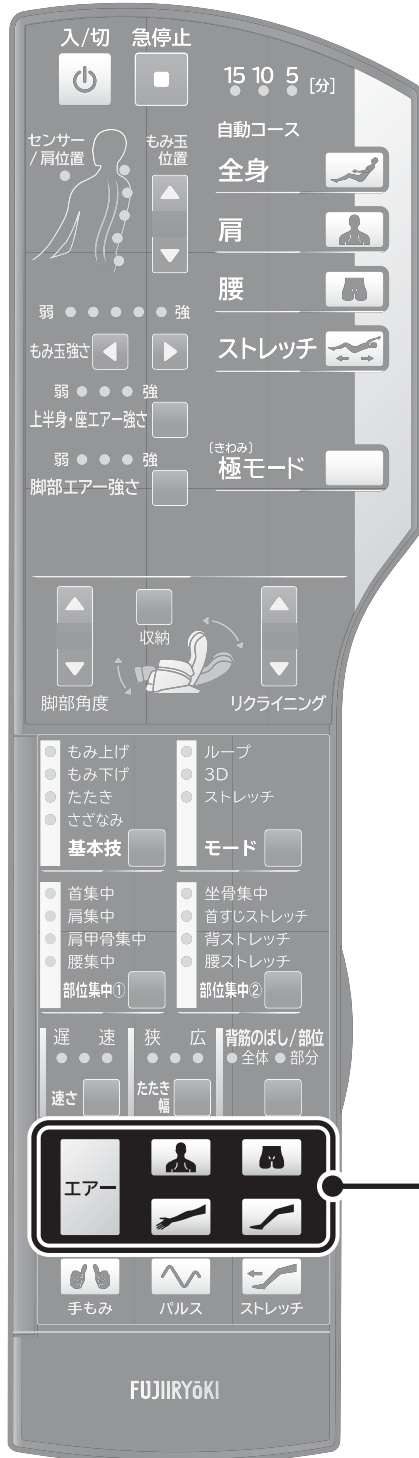 入/切 急停止
15 10 5 [分]
センサー
/肩位置
もみ玉
位置
自動コース
全身
肩
腰
弱 強
もみ玉強さ
ストレッチ
弱 強
上半身・座エアー強さ
弱 強
脚部エアー強さ
〔きわみ〕
極モード
収納
脚部角度
リクライニング
もみ上げ
もみ下げ
たたき
さざなみ
基本技
ループ
3D
ストレッチ
モード
首集中
肩集中
肩甲骨集中
腰集中
部位集中①
坐骨集中
首すじストレッチ
背ストレッチ
腰ストレッチ
部位集中②
遅 速
速さ
狭 広
たたき
幅
背筋のばし/部位
全体 部分
エアー
手もみ
パルス
ストレッチ
FUJIIRYōKI